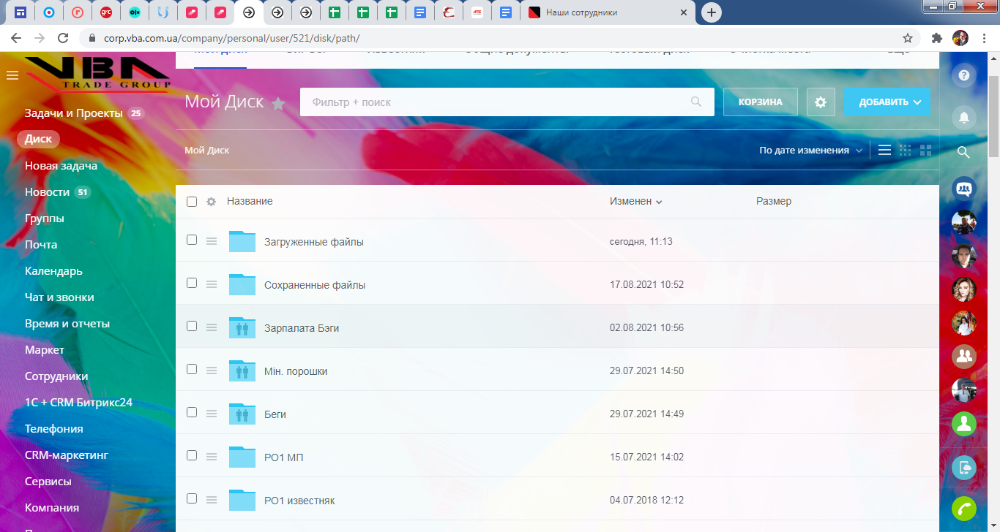 grc
olx
АТБ
Наши сотрудники
corp.vba.com.ua/company/personal/user/521/disk/path/
VBA
TRADE GROUP
Мой Диск
Фильтр + поиск
КОРЗИНА
ДОБАВИТЬ
Мой Диск
По дате изменения
Задачи и Проекты 25
Диск
Новая задача
Новости 51
Группы
Почта
Календарь
Чат и звонки
Время и отчеты
Маркет
Сотрудники
1С + CRM Битрикс24
Телефония
CRM-маркетинг
Сервисы
Компания
Название Изменен Размер
Загруженные файлы сегодня, 11:13
Сохраненные файлы 17.08.2021 10:52
Зарпалата Бэги 02.08.2021 10:56
Мін. порошки 29.07.2021 14:50
Беги 29.07.2021 14:49
РО1 МП 15.07.2021 14:02
РО1 известняк 04.07.2018 12:12